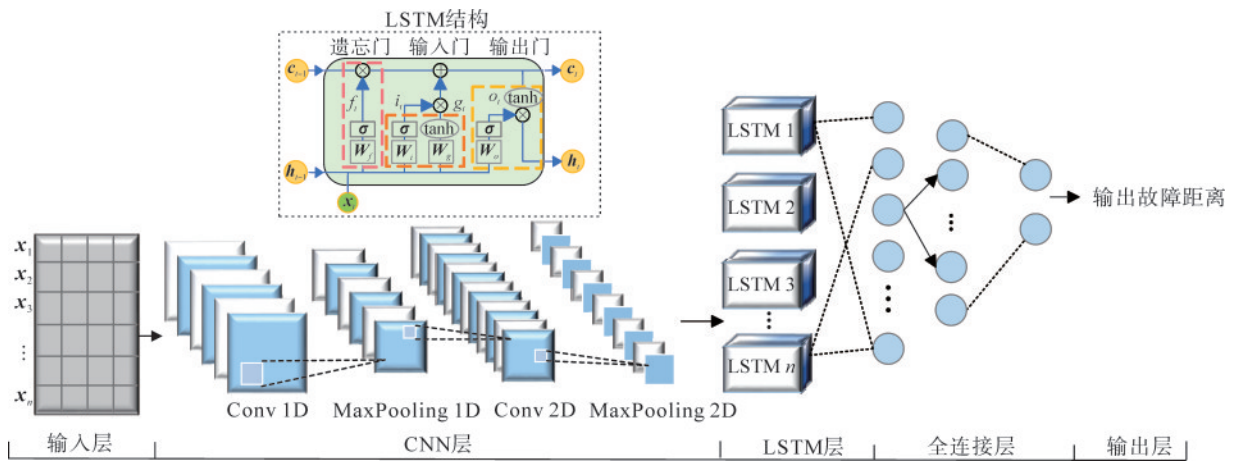 LSTM结构
遗忘门 输入门 输出门
c_{t-1} c_t
f_t i_t g_t o_t tanh
σ σ tanh σ
W_f W_i W_g W_o
h_{t-1} h_t
x_t
x_1
x_2
x_3
⋮
x_n
Conv 1D MaxPooling 1D Conv 2D MaxPooling 2D
LSTM 1
LSTM 2
LSTM 3
⋮
LSTM n
输出故障距离
输入层 CNN层 LSTM层 全连接层 输出层